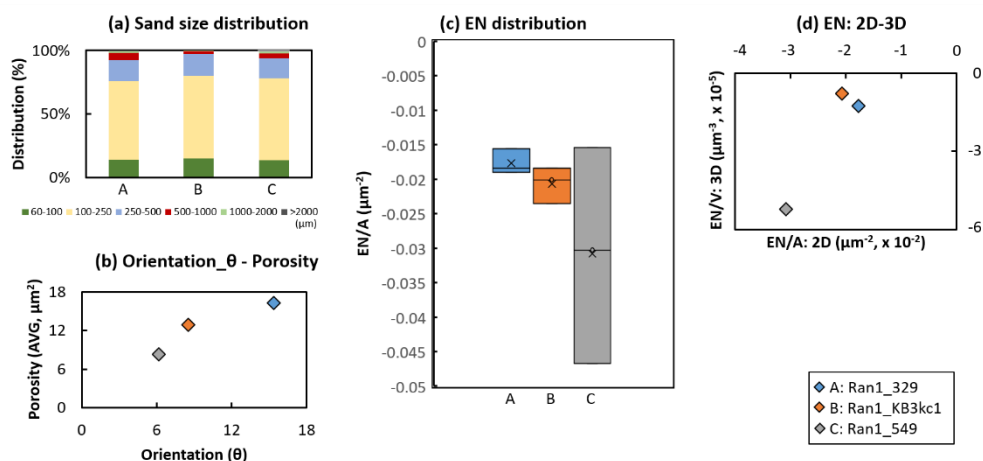 (a) Sand size distribution
100%
50%
0%
Distribution (%)
A
B
C
60-100
100-250
250-500
500-1000
1000-2000
>2000
(μm)
(b) Orientation_θ - Porosity
18
12
6
0
Porosity (AVG, μm²)
0
6
12
18
Orientation (θ)
(c) EN distribution
0
-0.005
-0.01
-0.015
-0.02
-0.025
-0.03
-0.035
-0.04
-0.045
-0.05
EN/A (μm⁻²)
A
B
C
(d) EN: 2D-3D
-4
-3
-2
-1
0
0
-3
-6
EN/V: 3D (μm⁻³, x 10⁻⁵)
EN/A: 2D (μm⁻², x 10⁻²)
A: Ran1_329
B: Ran1_KB3kc1
C: Ran1_549